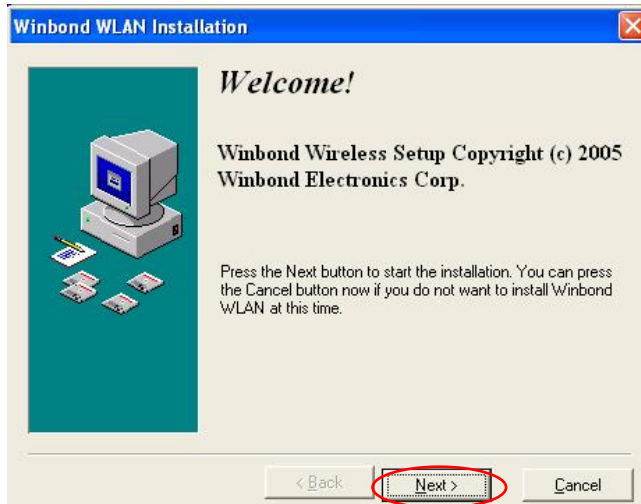 Winbond WLAN Installation
Welcome!
Winbond Wireless Setup Copyright (c) 2005
Winbond Electronics Corp.
Press the Next button to start the installation. You can press
the Cancel button now if you do not want to install Winbond
WLAN at this time.
< Back Next > Cancel